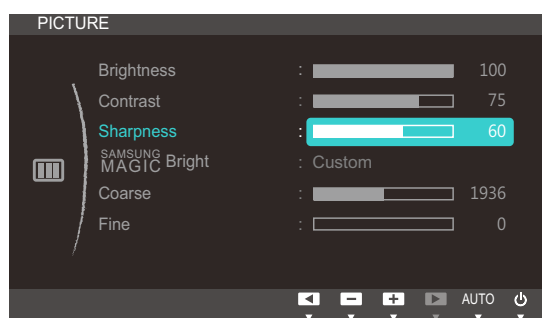 PICTURE
Brightness : 100
Contrast : 75
Sharpness : 60
SAMSUNG MAGIC Bright : Custom
Coarse : 1936
Fine : 0
AUTO